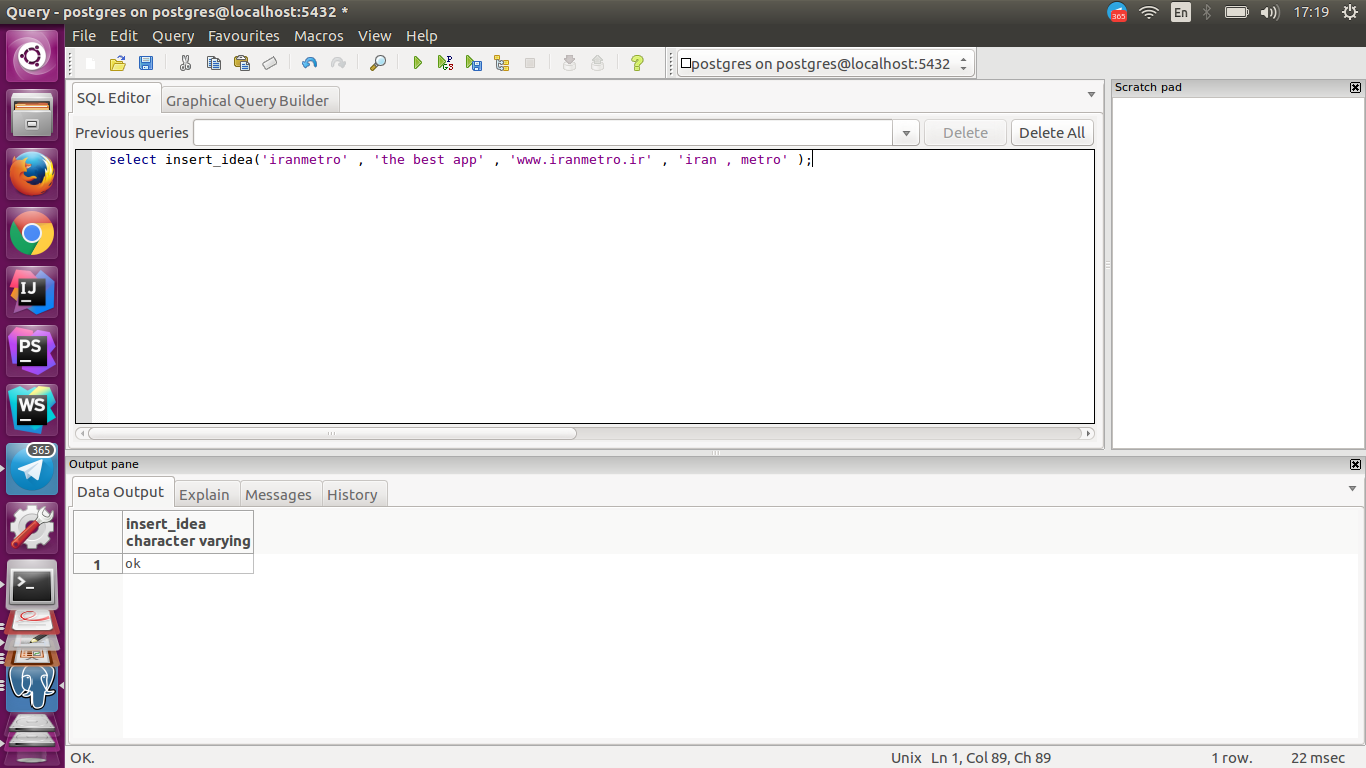 Query - postgres on postgres@localhost:5432 *
365
En
17:19
File Edit Query Favourites Macros View Help
postgres on postgres@localhost:5432
SQL Editor
Graphical Query Builder
Scratch pad
Previous queries
Delete
Delete All
select insert_idea('iranmetro' , 'the best app' , 'www.iranmetro.ir' , 'iran , metro' );
IJ
PS
WS
365
Output pane
Data Output Explain Messages History
insert_idea
character varying
1 ok
OK.
Unix Ln 1, Col 89, Ch 89
1 row.
22 msec